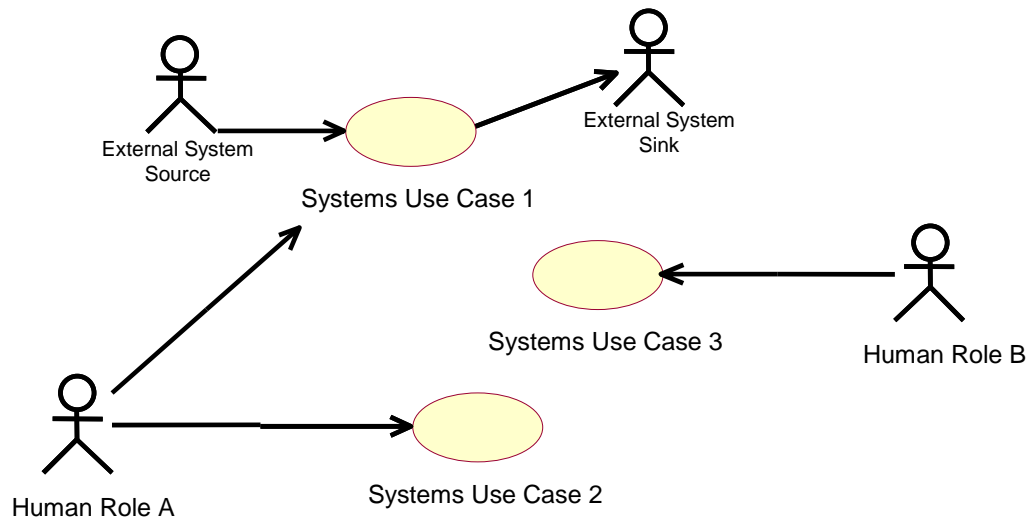 External System
Source
External System
Sink
Systems Use Case 1
Systems Use Case 3
Human Role B
Human Role A
Systems Use Case 2